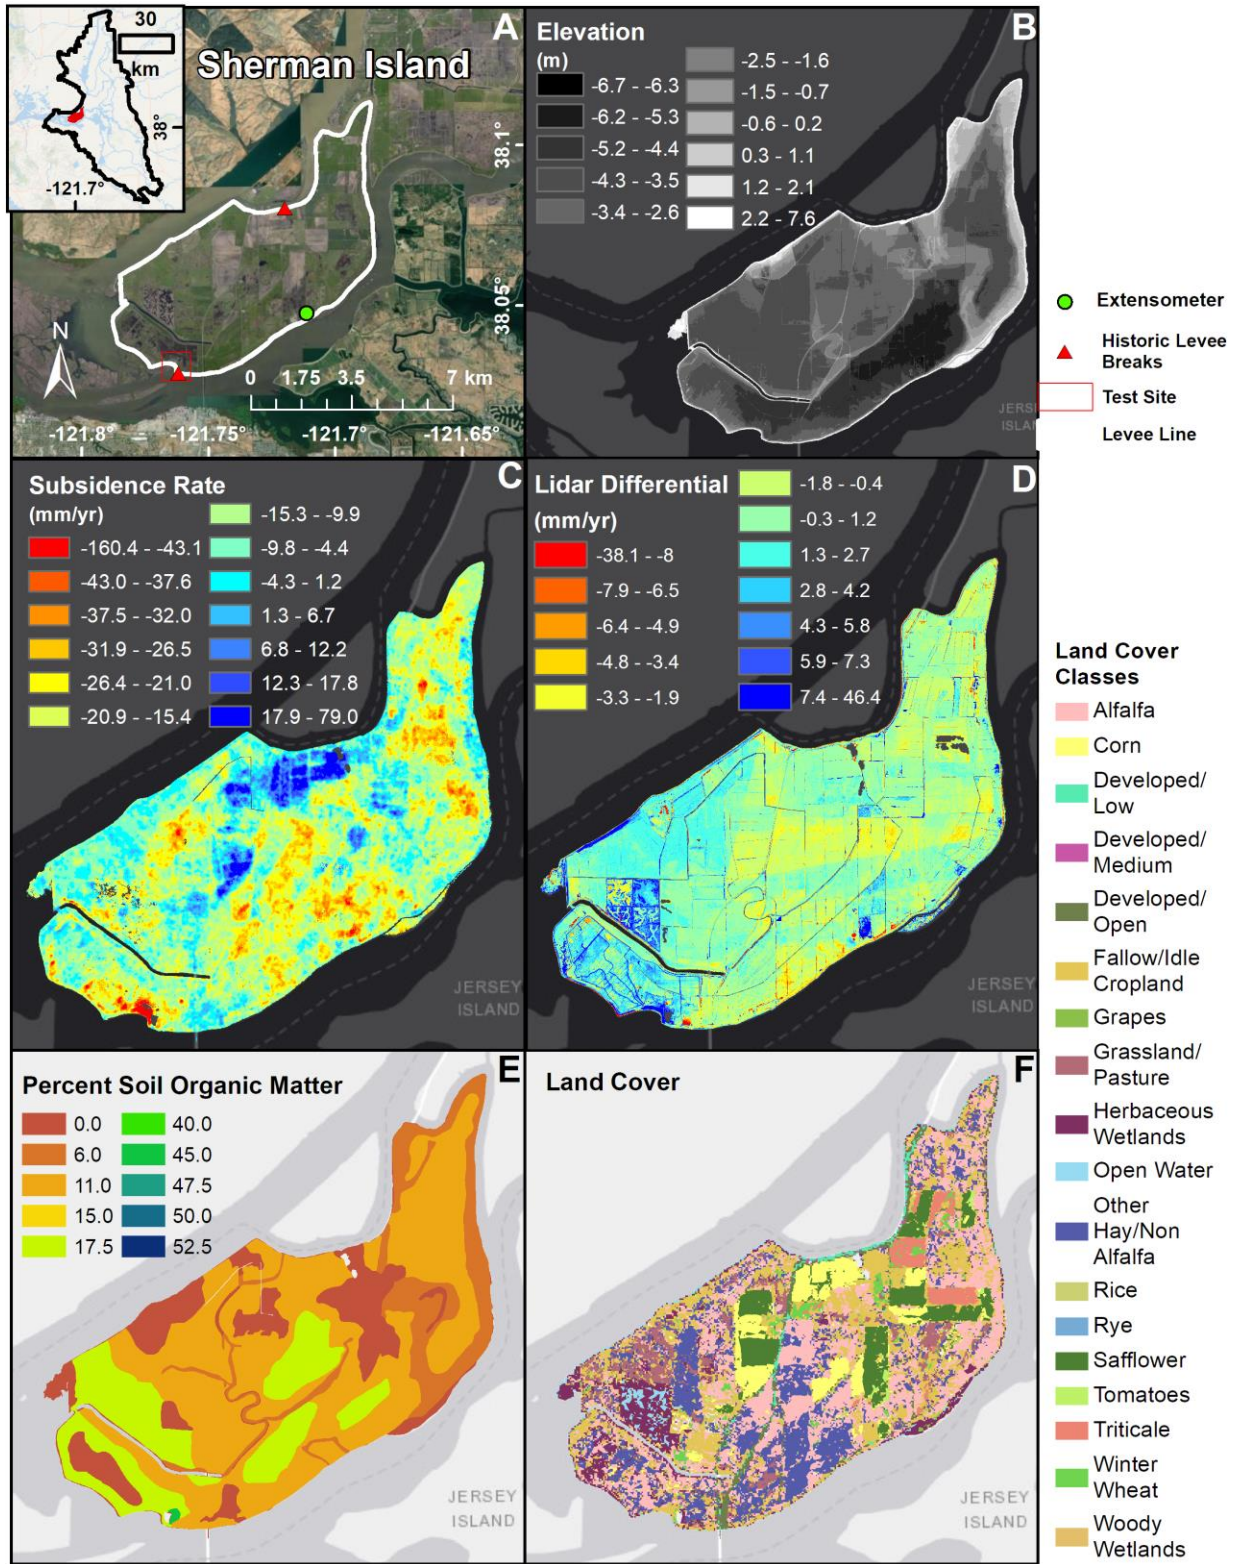 30
km
38°
-121.7°
A
Sherman Island
38.1°
38.05°
N
0 1.75 3.5 7 km
-121.8° -121.75° -121.7° -121.65°
B
Elevation
(m)
-6.7 - -6.3
-6.2 - -5.3
-5.2 - -4.4
-4.3 - -3.5
-3.4 - -2.6
-2.5 - -1.6
-1.5 - -0.7
-0.6 - 0.2
0.3 - 1.1
1.2 - 2.1
2.2 - 7.6
Extensometer
Historic Levee
Breaks
Test Site
Levee Line
C
Subsidence Rate
(mm/yr)
-160.4 - -43.1
-43.0 - -37.6
-37.5 - -32.0
-31.9 - -26.5
-26.4 - -21.0
-20.9 - -15.4
-15.3 - -9.9
-9.8 - -4.4
-4.3 - 1.2
1.3 - 6.7
6.8 - 12.2
12.3 - 17.8
17.9 - 79.0
JERSEY
ISLAND
D
Lidar Differential
(mm/yr)
-38.1 - -8
-7.9 - -6.5
-6.4 - -4.9
-4.8 - -3.4
-3.3 - -1.9
-1.8 - -0.4
-0.3 - 1.2
1.3 - 2.7
2.8 - 4.2
4.3 - 5.8
5.9 - 7.3
7.4 - 46.4
JERSEY
ISLAND
E
Percent Soil Organic Matter
0.0
6.0
11.0
15.0
17.5
40.0
45.0
47.5
50.0
52.5
JERSEY
ISLAND
F
Land Cover
JERSEY
ISLAND
Land Cover
Classes
Alfalfa
Corn
Developed/
Low
Developed/
Medium
Developed/
Open
Fallow/Idle
Cropland
Grapes
Grassland/
Pasture
Herbaceous
Wetlands
Open Water
Other
Hay/Non
Alfalfa
Rice
Rye
Safflower
Tomatoes
Triticale
Winter
Wheat
Woody
Wetlands